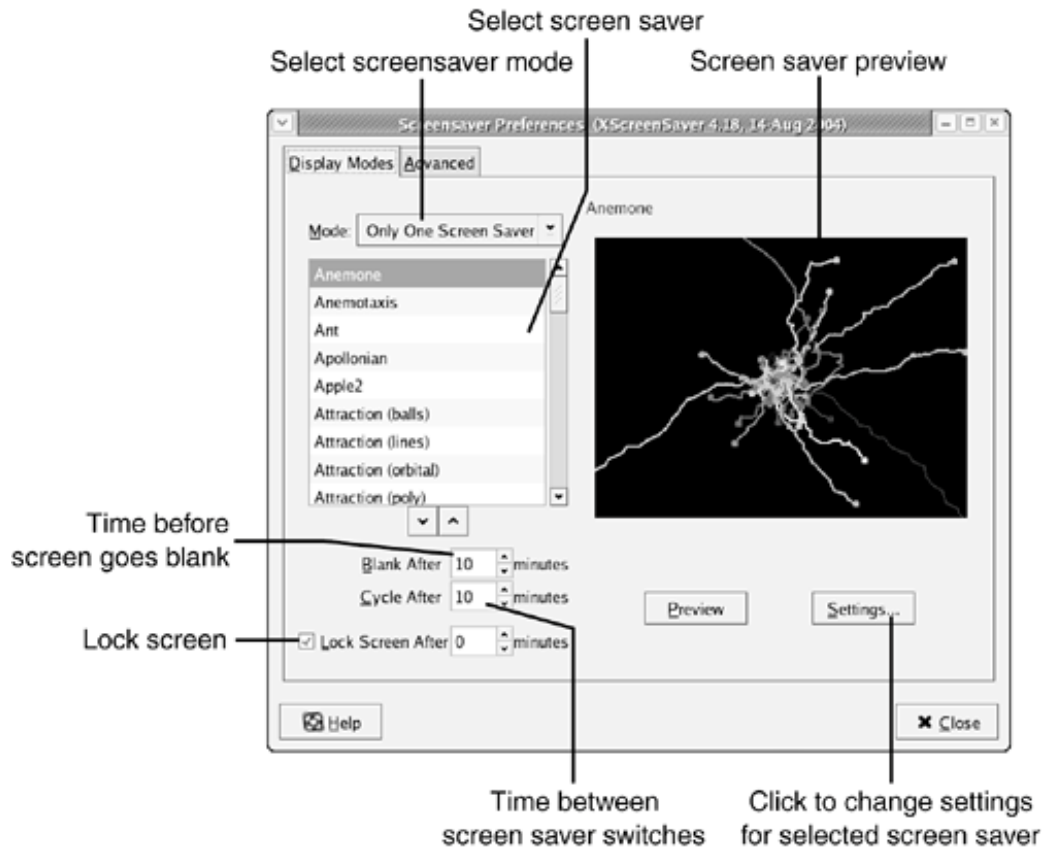 Select screen saver
Select screensaver mode
Screen saver preview
Screensaver Preferences (XScreenSaver 4.18, 14-Aug-2004)
Display Modes
Advanced
Mode: Only One Screen Saver
Anemone
Anemone
Anemotaxis
Ant
Apollonian
Apple2
Attraction (balls)
Attraction (lines)
Attraction (orbital)
Attraction (poly)
Time before
screen goes blank
Blank After 10 minutes
Cycle After 10 minutes
Preview
Settings...
Lock screen
Lock Screen After 0 minutes
Help
Close
Time between
screen saver switches
Click to change settings
for selected screen saver